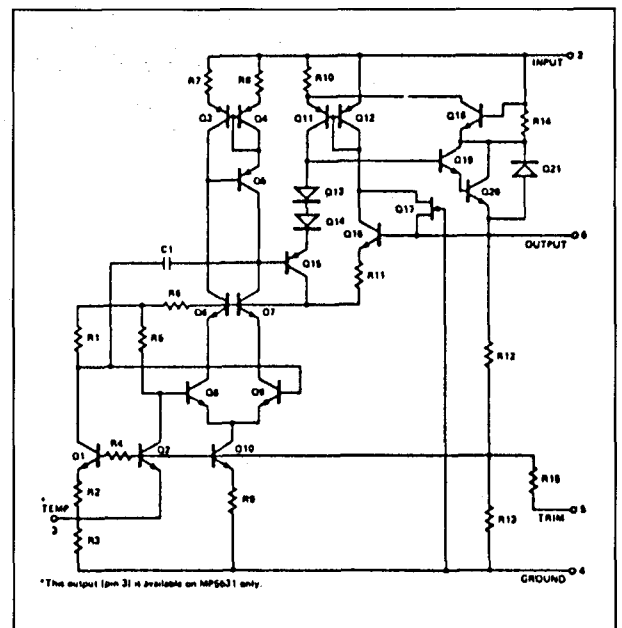 2
INPUT
R7
R8
R10
Q3
Q4
Q11
Q12
Q18
R14
Q5
Q19
Q20
Q21
Q13
Q14
Q17
Q16
6
OUTPUT
C1
Q15
R11
R6
Q6
Q7
R1
R5
R12
Q8
Q9
R4
Q1
Q2
Q10
R2
R9
R15
*TEMP
3
R3
R13
5
TRIM
4
GROUND
*This output (pin 3) is available on MP5631 only.